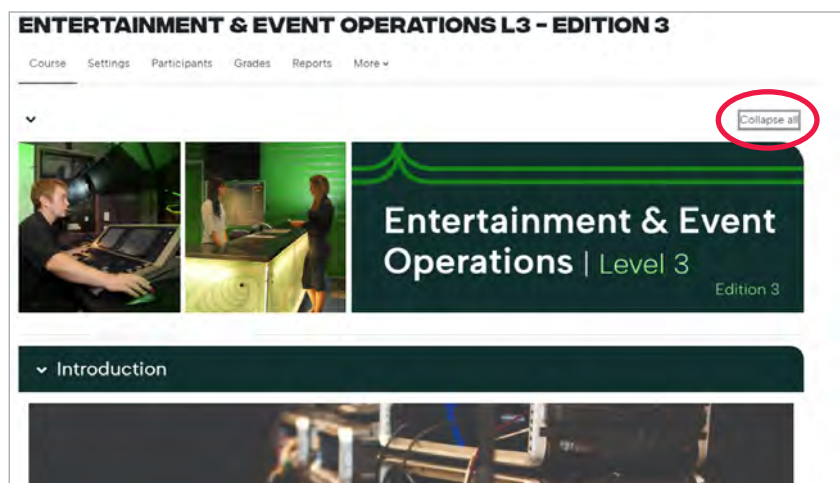 ENTERTAINMENT & EVENT OPERATIONS L3 – EDITION 3
Course Settings Participants Grades Reports More
Collapse all
Entertainment & Event
Operations | Level 3
Edition 3
Introduction